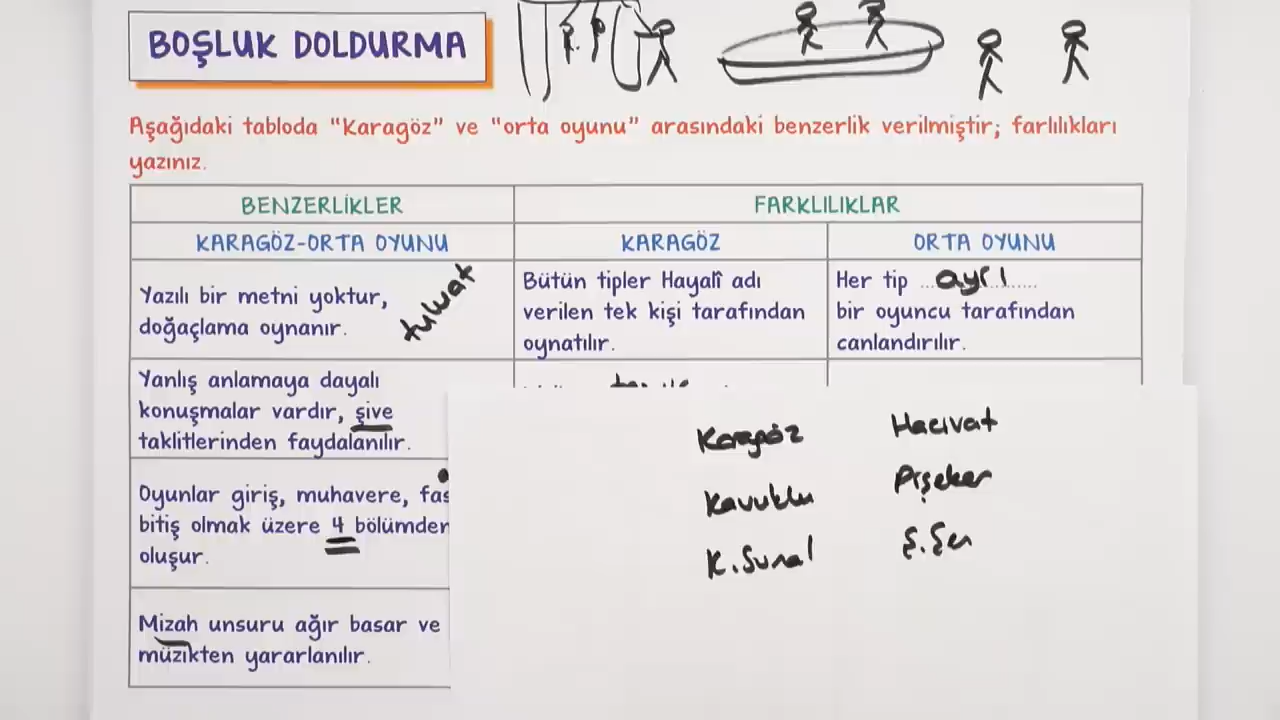 BOŞLUK DOLDURMA
Aşağıdaki tabloda "Karagöz" ve "orta oyunu" arasındaki benzerlik verilmiştir; farlılıkları
yazınız.
BENZERLİKLER
FARKLILIKLAR
KARAGÖZ-ORTA OYUNU
KARAGÖZ
ORTA OYUNU
Yazılı bir metni yoktur,
doğaçlama oynanır.
tuluat
Bütün tipler Hayalî adı
verilen tek kişi tarafından
oynatılır.
Her tip ayrı
bir oyuncu tarafından
canlandırılır.
Yanlış anlamaya dayalı
konuşmalar vardır, şive
taklitlerinden faydalanılır.
Oyunlar giriş, muhavere, fas
bitiş olmak üzere 4 bölümden
oluşur.
Mizah unsuru ağır basar ve
müzikten yararlanılır.
Karagöz Hacivat
Kavuklu Pişekar
K. Sunal Ş. Şen